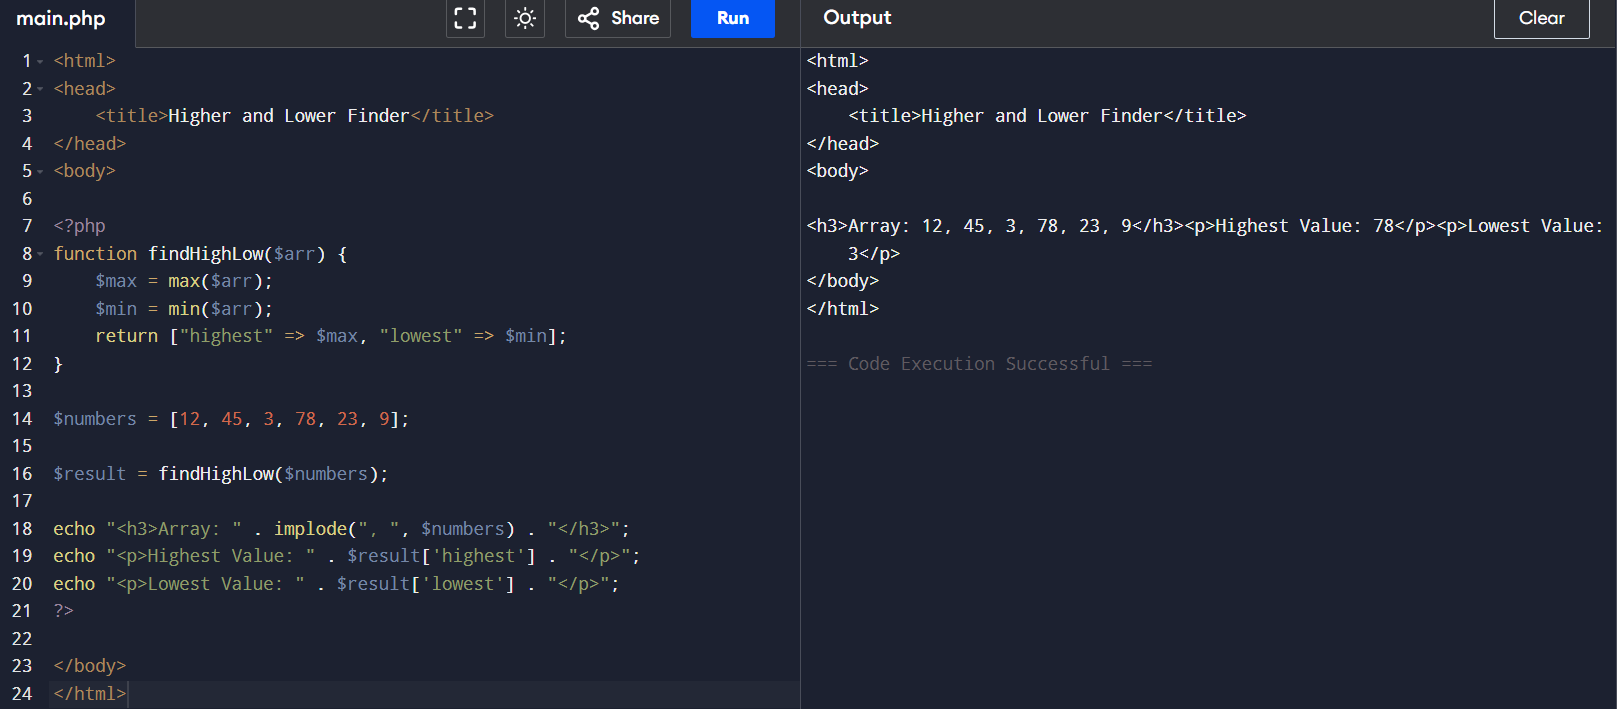 main.php
Share
Run
Output
Clear
1 <html>
2 <head>
3     <title>Higher and Lower Finder</title>
4 </head>
5 <body>
6
7 <?php
8 function findHighLow($arr) {
9     $max = max($arr);
10     $min = min($arr);
11     return ["highest" => $max, "lowest" => $min];
12 }
13
14 $numbers = [12, 45, 3, 78, 23, 9];
15
16 $result = findHighLow($numbers);
17
18 echo "<h3>Array: " . implode(", ", $numbers) . "</h3>";
19 echo "<p>Highest Value: " . $result['highest'] . "</p>";
20 echo "<p>Lowest Value: " . $result['lowest'] . "</p>";
21 ?>
22
23 </body>
24 </html>
<html>
<head>
    <title>Higher and Lower Finder</title>
</head>
<body>

<h3>Array: 12, 45, 3, 78, 23, 9</h3><p>Highest Value: 78</p><p>Lowest Value:
    3</p>
</body>
</html>

=== Code Execution Successful ===